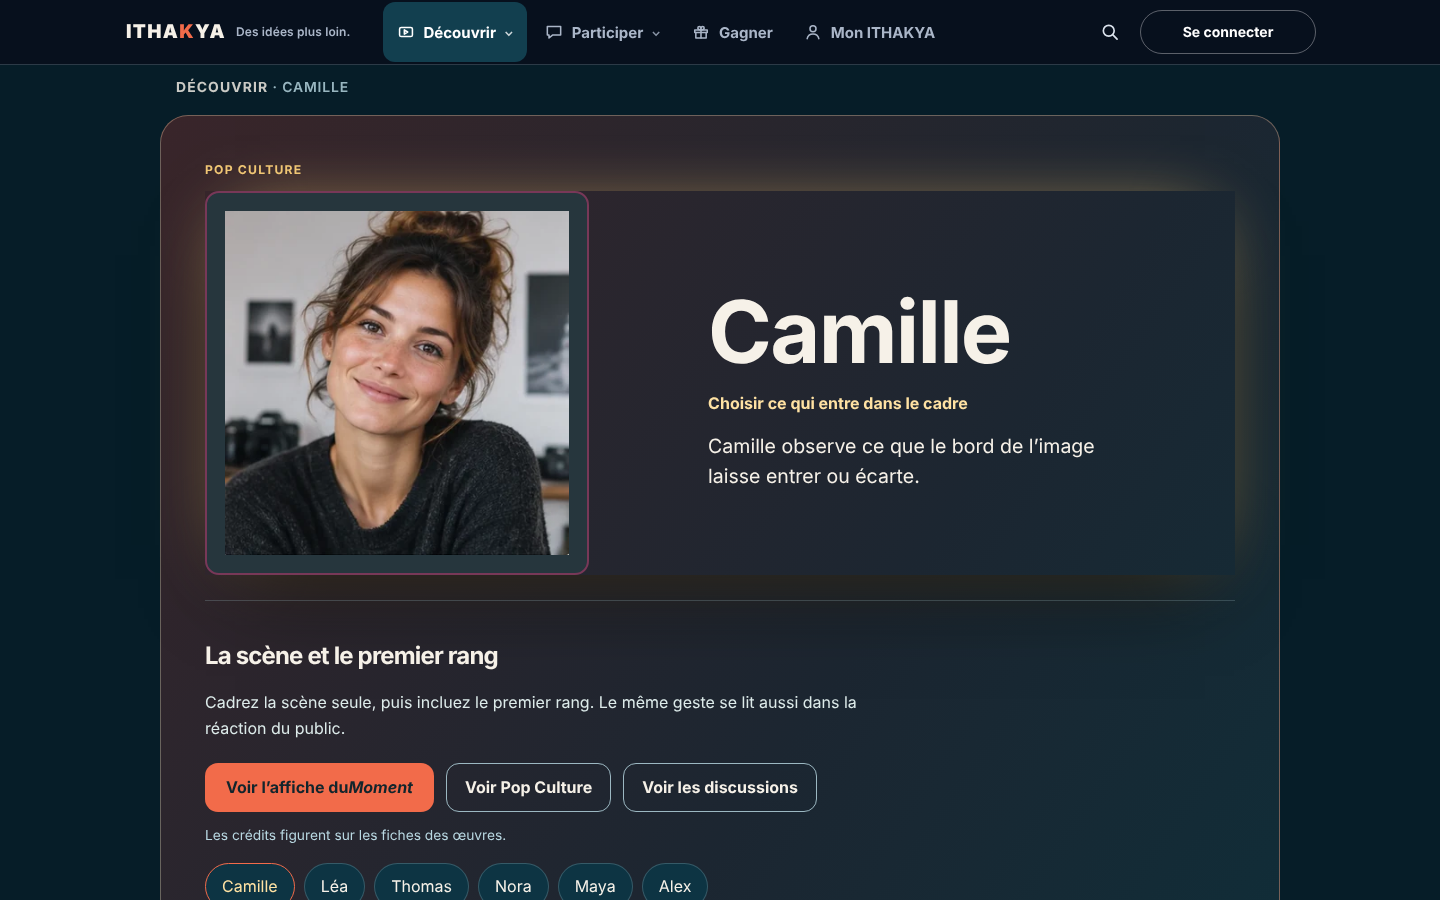 ITHAKYA Des idées plus loin. Découvrir Participer Gagner Mon ITHAKYA Se connecter
DÉCOUVRIR · CAMILLE
POP CULTURE
Camille
Choisir ce qui entre dans le cadre
Camille observe ce que le bord de l’image
laisse entrer ou écarte.
La scène et le premier rang
Cadrez la scène seule, puis incluez le premier rang. Le même geste se lit aussi dans la
réaction du public.
Voir l’affiche duMoment Voir Pop Culture Voir les discussions
Les crédits figurent sur les fiches des œuvres.
Camille Léa Thomas Nora Maya Alex